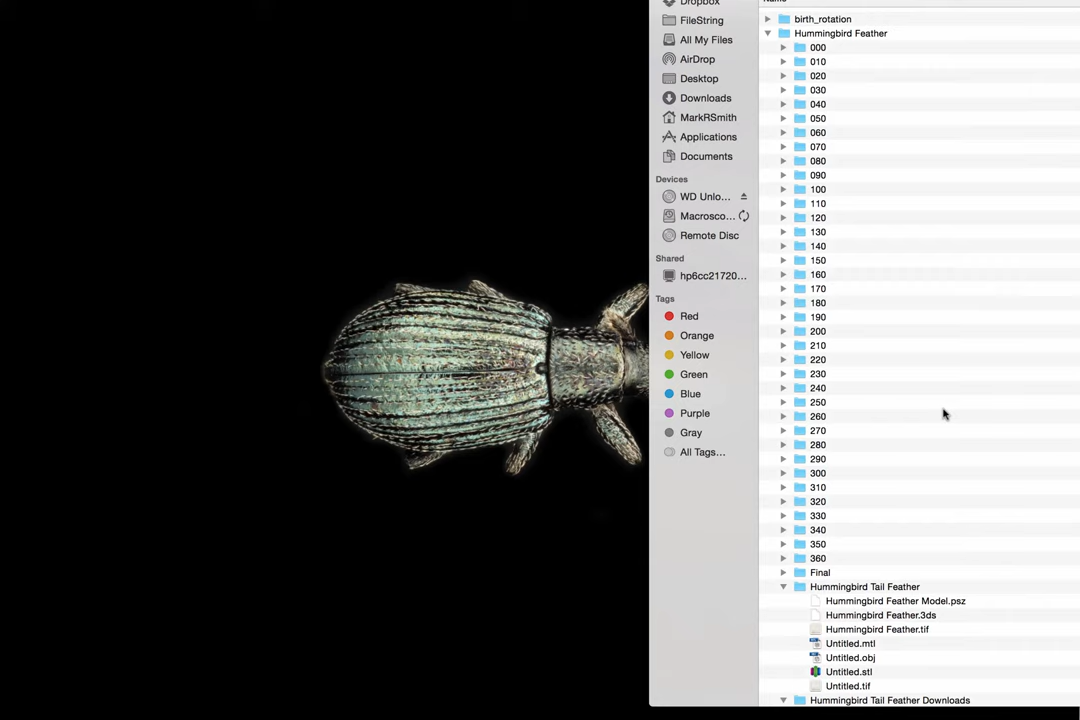 Dropbox
FileString
All My Files
AirDrop
Desktop
Downloads
MarkRSmith
Applications
Documents
Devices
WD Unlo...
Macrosco...
Remote Disc
Shared
hp6cc21720...
Tags
Red
Orange
Yellow
Green
Blue
Purple
Gray
All Tags...
Name
birth_rotation
Hummingbird Feather
000
010
020
030
040
050
060
070
080
090
100
110
120
130
140
150
160
170
180
190
200
210
220
230
240
250
260
270
280
290
300
310
320
330
340
350
360
Final
Hummingbird Tail Feather
Hummingbird Feather Model.psz
Hummingbird Feather.3ds
Hummingbird Feather.tif
Untitled.mtl
Untitled.obj
Untitled.stl
Untitled.tif
Hummingbird Tail Feather Downloads